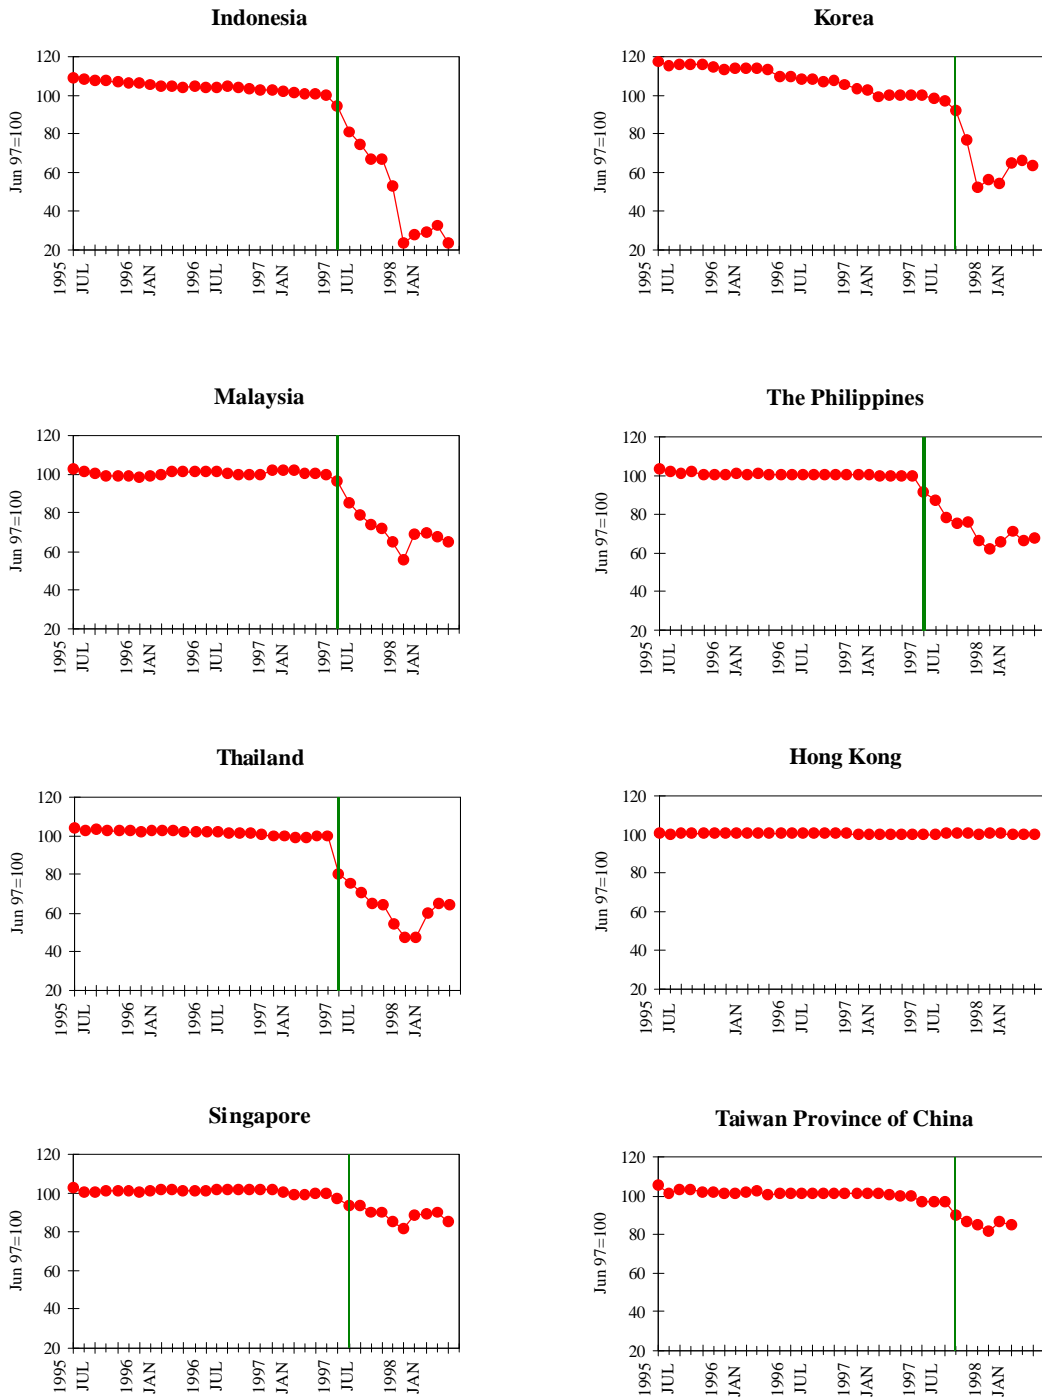 Indonesia
120
100
80
60
40
20
Jun 97=100
1995
JUL
1996
JAN
1996
JUL
1997
JAN
1997
JUL
1998
JAN
Korea
120
100
80
60
40
20
Jun 97=100
1995
JUL
1996
JAN
1996
JUL
1997
JAN
1997
JUL
1998
JAN
Malaysia
120
100
80
60
40
20
Jun 97=100
1995
JUL
1996
JAN
1996
JUL
1997
JAN
1997
JUL
1998
JAN
The Philippines
120
100
80
60
40
20
Jun 97=100
1995
JUL
1996
JAN
1996
JUL
1997
JAN
1997
JUL
1998
JAN
Thailand
120
100
80
60
40
20
Jun 97=100
1995
JUL
1996
JAN
1996
JUL
1997
JAN
1997
JUL
1998
JAN
Hong Kong
120
100
80
60
40
20
Jun 97=100
1995
JUL
JAN
1996
JUL
1997
JAN
1997
JUL
1998
JAN
Singapore
120
100
80
60
40
20
Jun 97=100
1995
JUL
1996
JAN
1996
JUL
1997
JAN
1997
JUL
1998
JAN
Taiwan Province of China
120
100
80
60
40
20
Jun 97=100
1995
JUL
1996
JAN
1996
JUL
1997
JAN
1997
JUL
1998
JAN